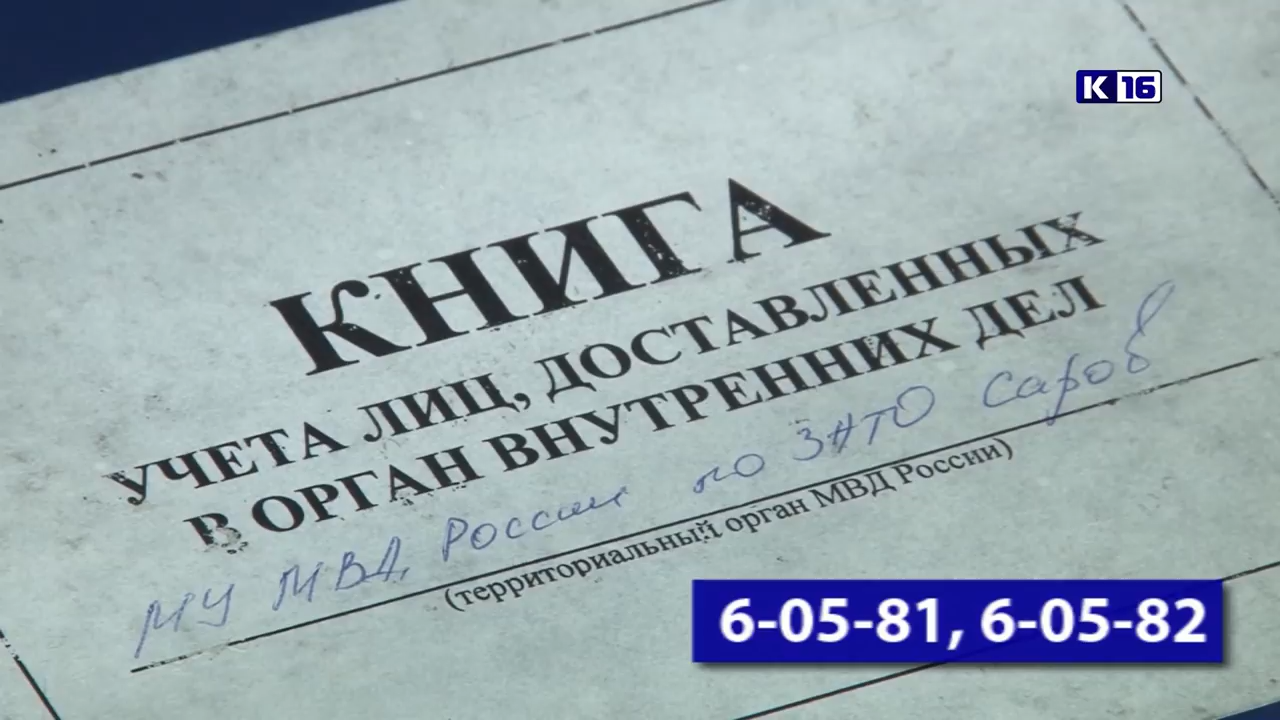 К 16
КНИГА
УЧЕТА ЛИЦ, ДОСТАВЛЕННЫХ
В ОРГАН ВНУТРЕННИХ ДЕЛ
МУ МВД России по ЗАТО Саров
(территориальный орган МВД России)
6-05-81, 6-05-82